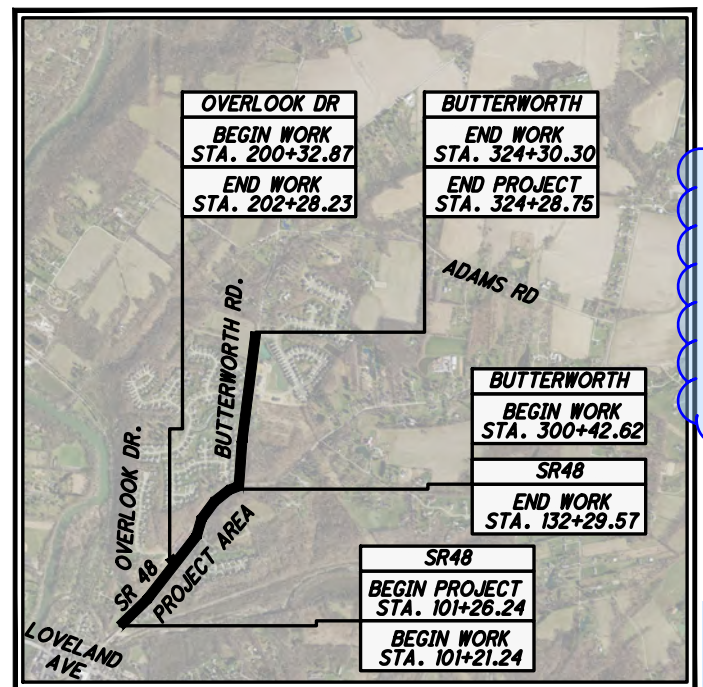 OVERLOOK DR
BEGIN WORK
STA. 200+32.87
END WORK
STA. 202+28.23
BUTTERWORTH
END WORK
STA. 324+30.30
END PROJECT
STA. 324+28.75
ADAMS RD
BUTTERWORTH RD.
BUTTERWORTH
BEGIN WORK
STA. 300+42.62
SR48
END WORK
STA. 132+29.57
OVERLOOK DR.
SR 48
PROJECT AREA
SR48
BEGIN PROJECT
STA. 101+26.24
BEGIN WORK
STA. 101+21.24
LOVELAND
AVE